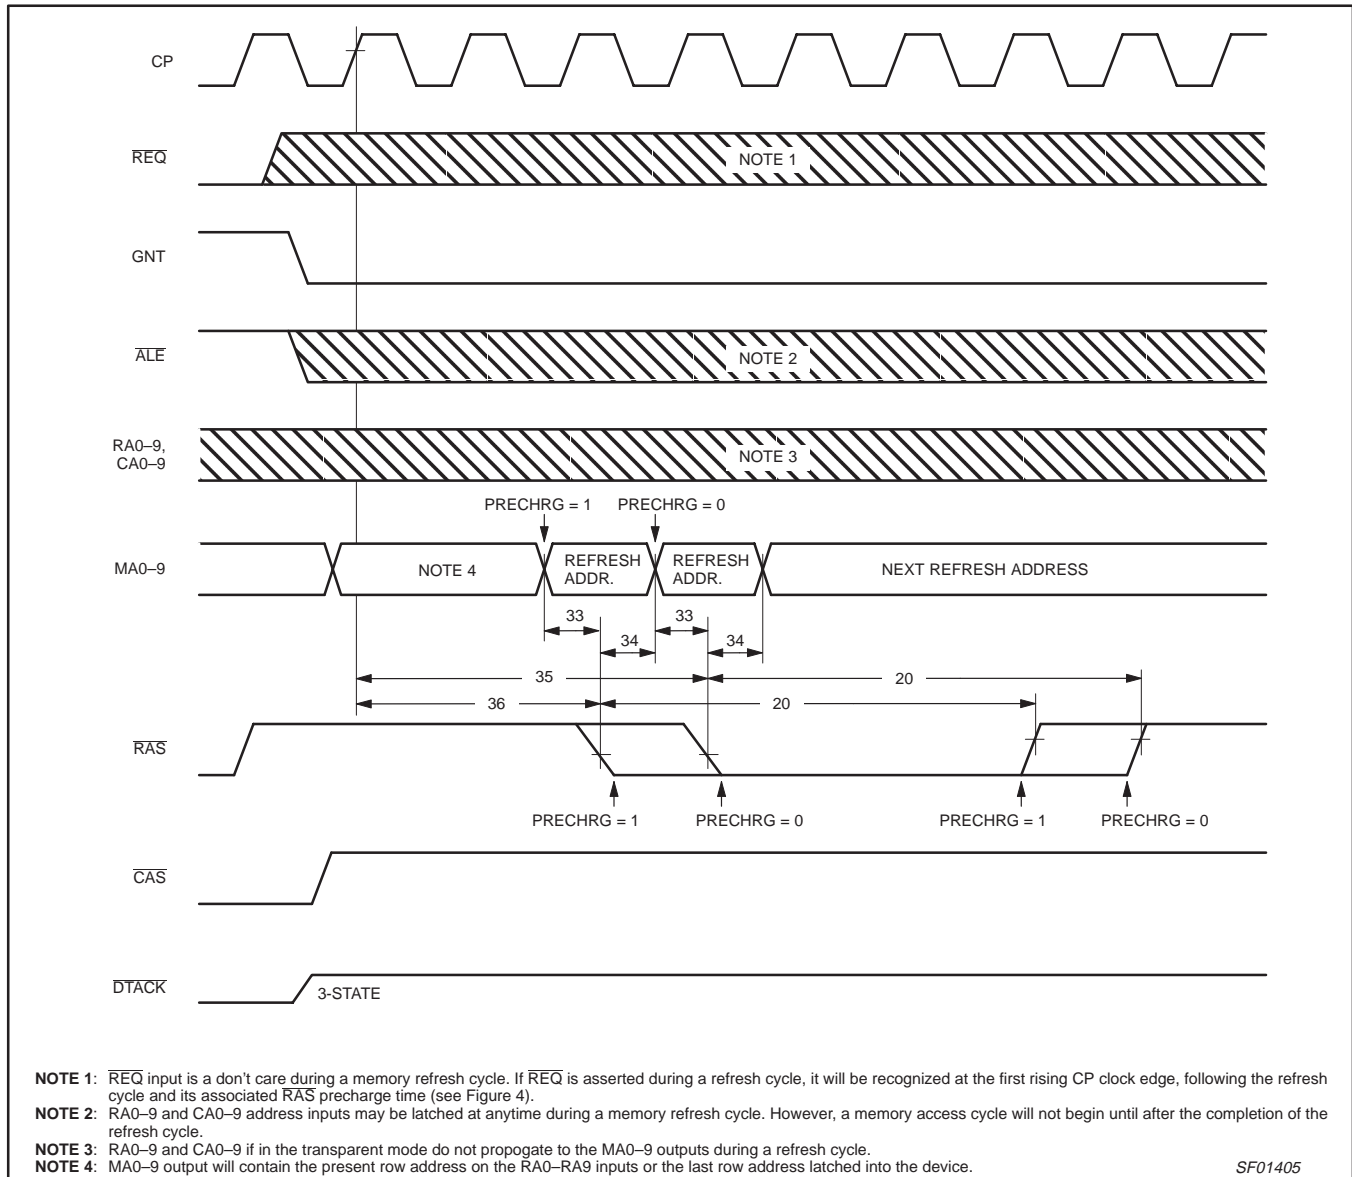 CP
REQ
NOTE 1
GNT
ALE
NOTE 2
RA0–9,
CA0–9
NOTE 3
PRECHRG = 1 PRECHRG = 0
MA0–9
NOTE 4
REFRESH
ADDR.
REFRESH
ADDR.
NEXT REFRESH ADDRESS
33 33
34 34
35 20
36 20
RAS
PRECHRG = 1 PRECHRG = 0 PRECHRG = 1 PRECHRG = 0
CAS
DTACK
3-STATE
NOTE 1: REQ input is a don't care during a memory refresh cycle. If REQ is asserted during a refresh cycle, it will be recognized at the first rising CP clock edge, following the refresh
cycle and its associated RAS precharge time (see Figure 4).
NOTE 2: RA0–9 and CA0–9 address inputs may be latched at anytime during a memory refresh cycle. However, a memory access cycle will not begin until after the completion of the
refresh cycle.
NOTE 3: RA0–9 and CA0–9 if in the transparent mode do not propogate to the MA0–9 outputs during a refresh cycle.
NOTE 4: MA0–9 output will contain the present row address on the RA0–RA9 inputs or the last row address latched into the device.
SF01405